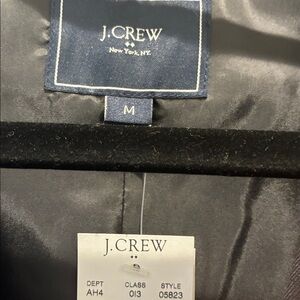 J.CREW
New York, NY.
M
J.CREW
DEPT CLASS STYLE
AH4 013 05823